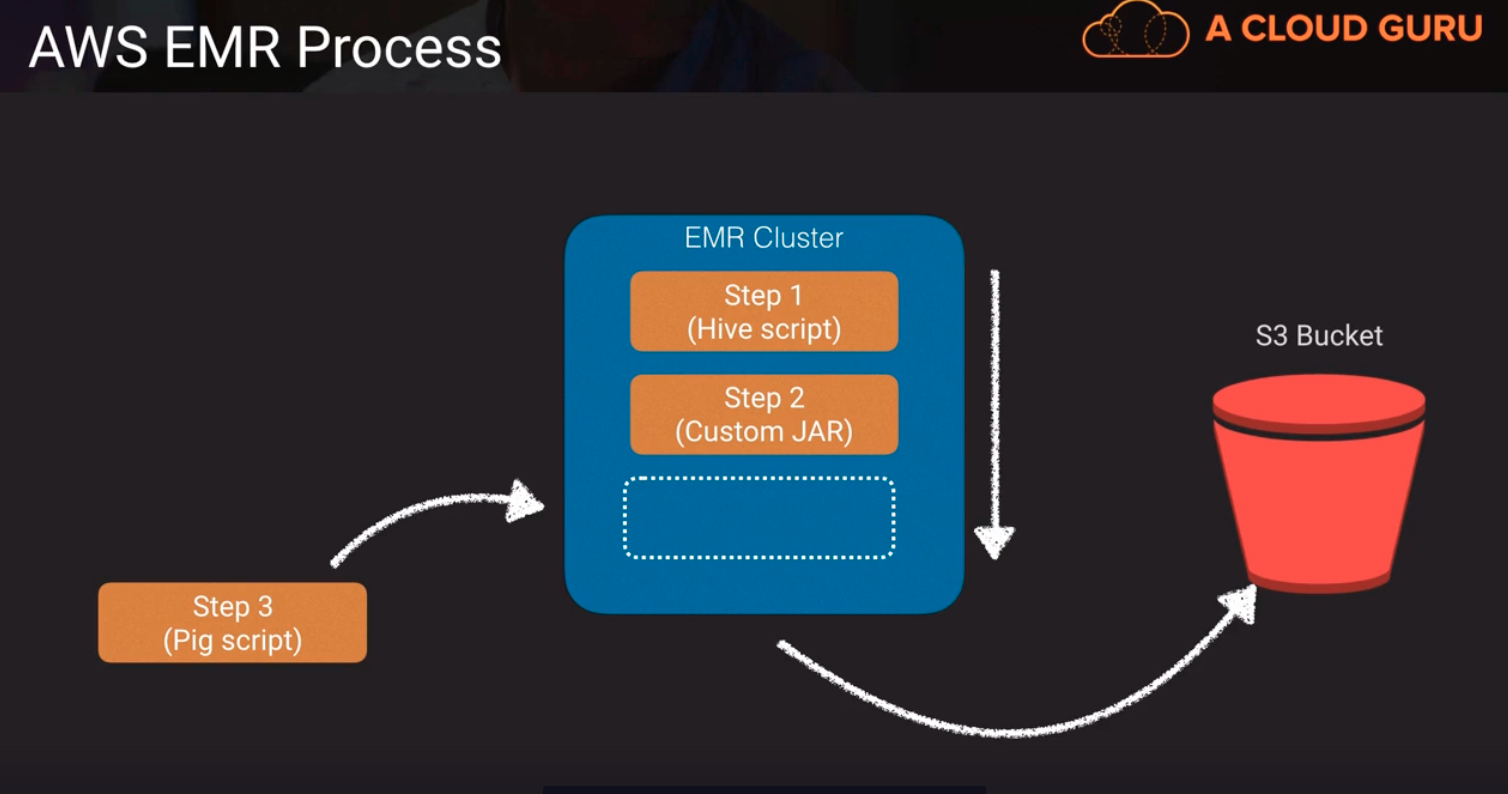 AWS EMR Process
A CLOUD GURU
EMR Cluster
Step 1
(Hive script)
Step 2
(Custom JAR)
S3 Bucket
Step 3
(Pig script)